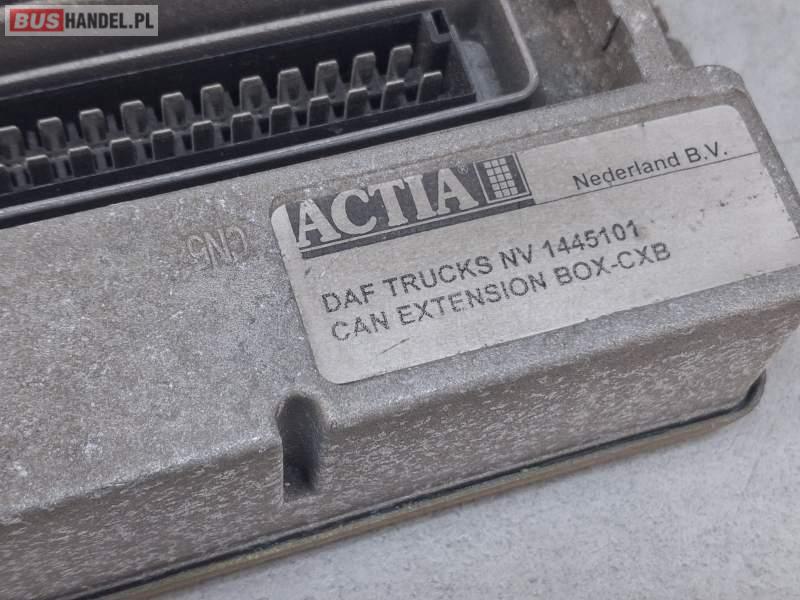 BUSHANDEL.PL
ACTIA®
Nederland B.V.
DAF TRUCKS NV 1445101
CAN EXTENSION BOX-CXB
CN5